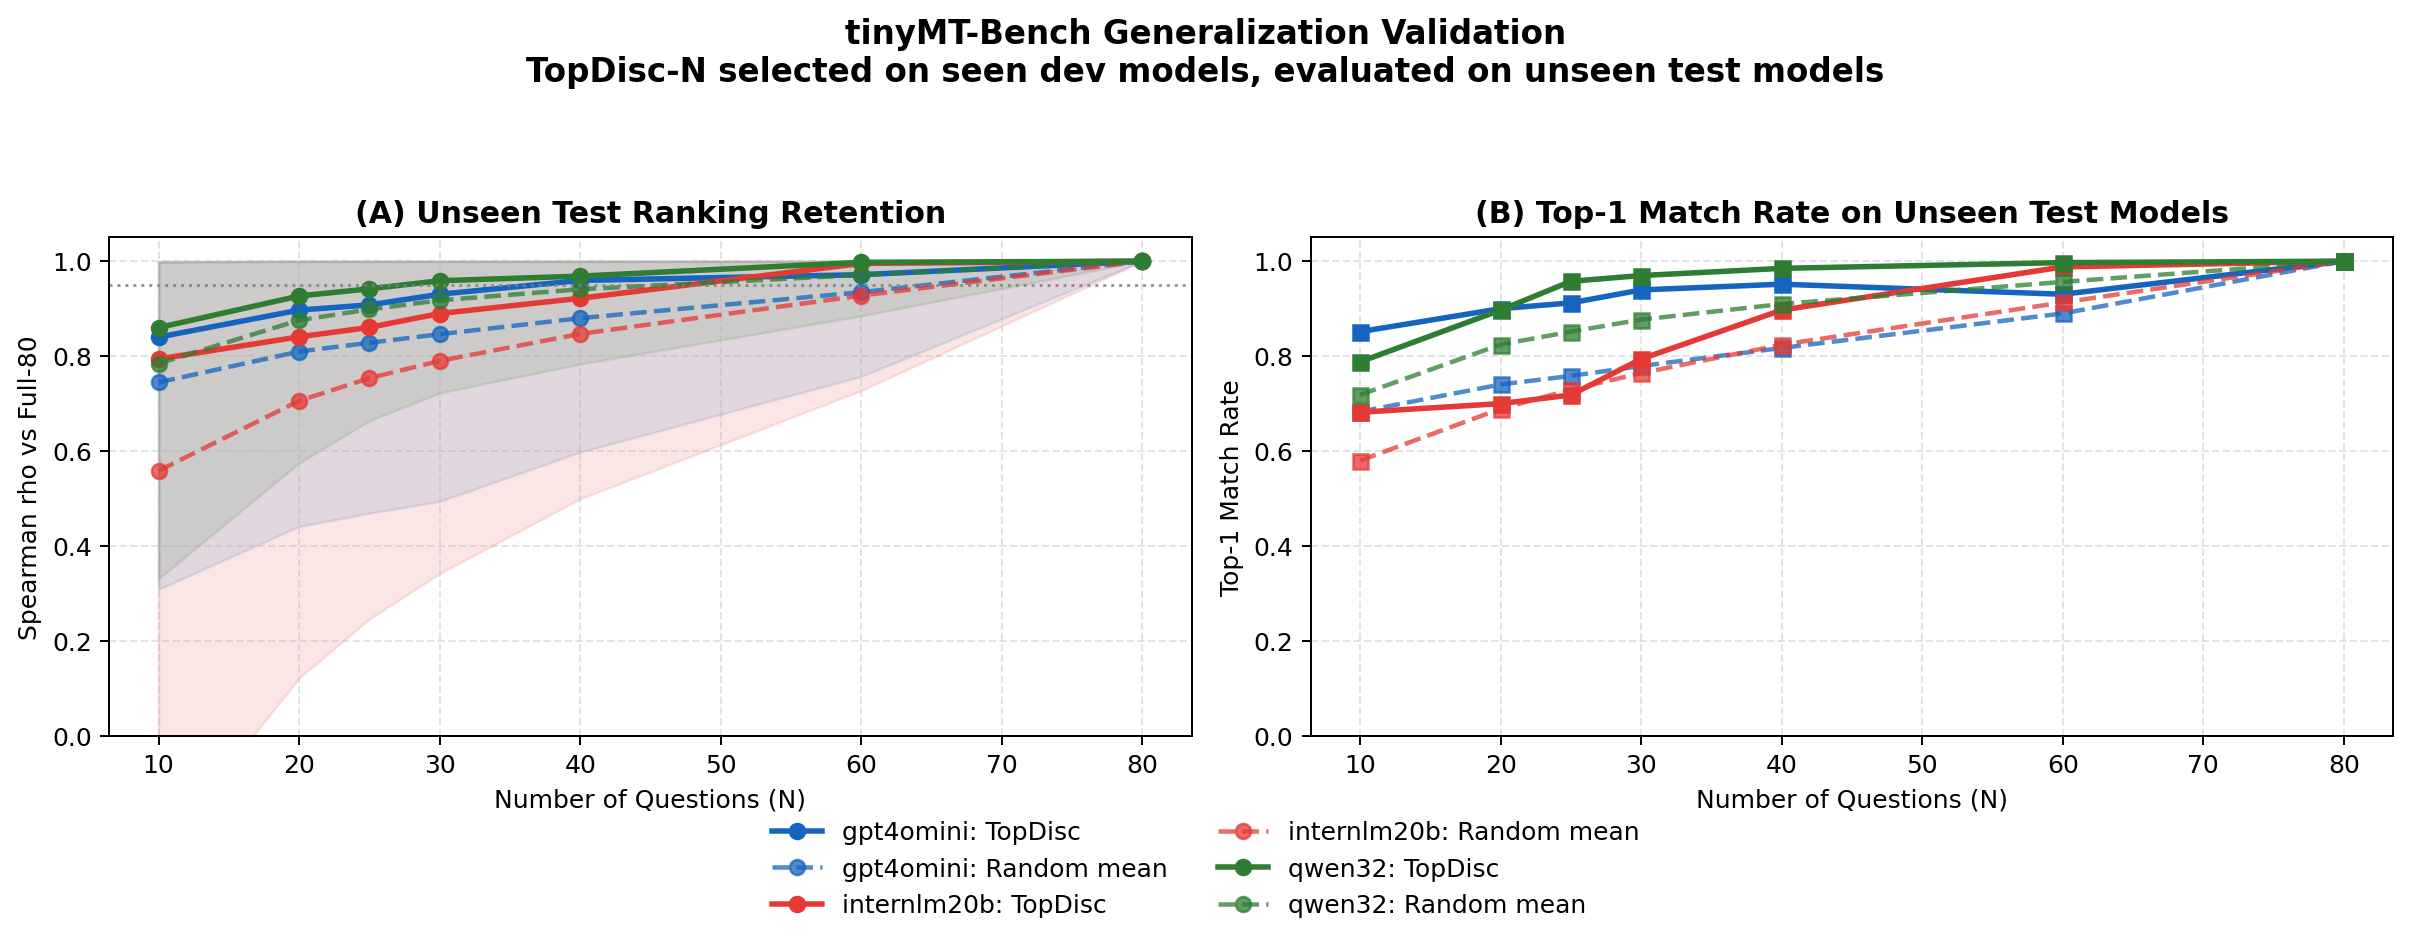 tinyMT-Bench Generalization Validation
TopDisc-N selected on seen dev models, evaluated on unseen test models
(A) Unseen Test Ranking Retention
Spearman rho vs Full-80
1.0
0.8
0.6
0.4
0.2
0.0
10 20 30 40 50 60 70 80
Number of Questions (N)
(B) Top-1 Match Rate on Unseen Test Models
Top-1 Match Rate
1.0
0.8
0.6
0.4
0.2
0.0
10 20 30 40 50 60 70 80
Number of Questions (N)
gpt4omini: TopDisc
gpt4omini: Random mean
internlm20b: TopDisc
internlm20b: Random mean
qwen32: TopDisc
qwen32: Random mean